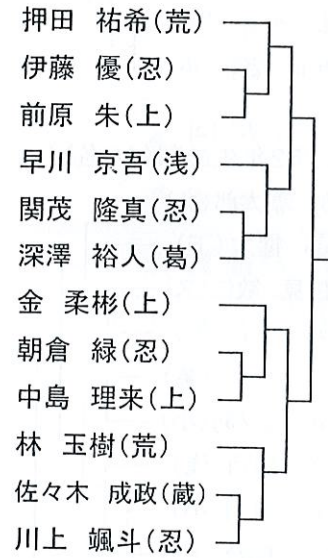 押田 祐希(荒)
伊藤 優(忍)
前原 朱(上)
早川 京吾(浅)
関茂 隆真(忍)
深澤 裕人(葛)
金 柔彬(上)
朝倉 緑(忍)
中島 理来(上)
林 玉樹(荒)
佐々木 成政(蔵)
川上 颯斗(忍)